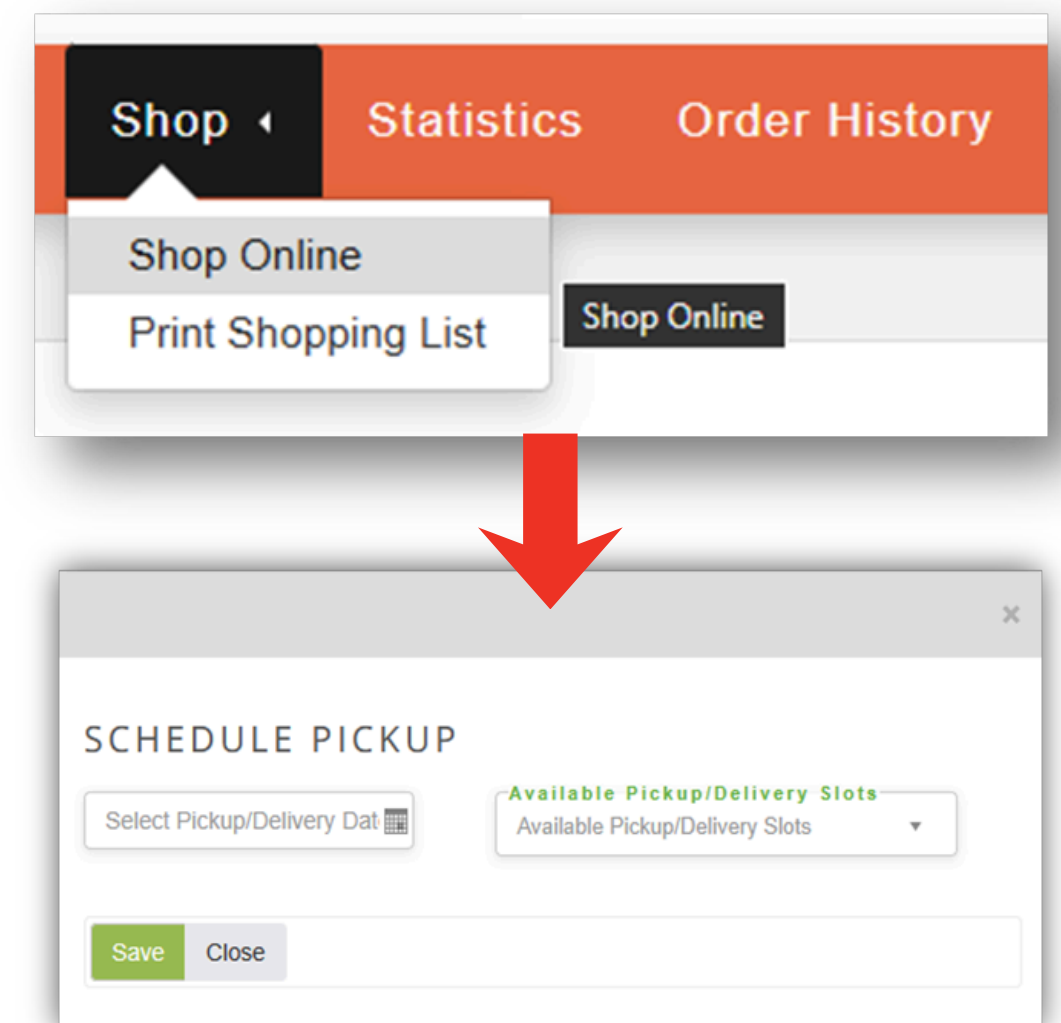 Shop Statistics Order History
Shop Online
Print Shopping List
Shop Online
×
SCHEDULE PICKUP
Available Pickup/Delivery Slots
Select Pickup/Delivery Dat Available Pickup/Delivery Slots
Save Close